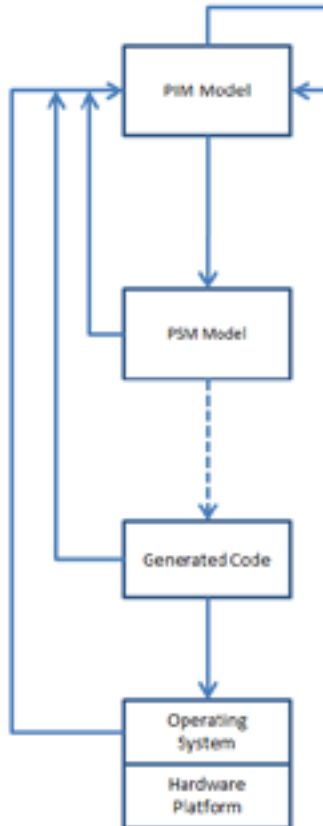 PIM Model
PSM Model
Generated Code
Operating
System
Hardware
Platform